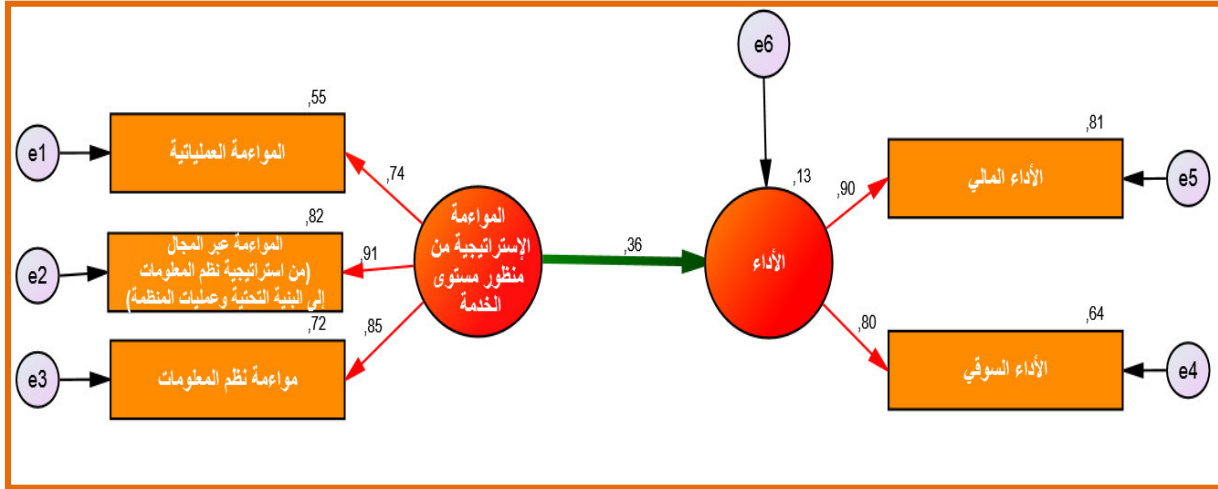 e6
,55
e1
المواءمة العملياتية
,74
,82
e2
المواءمة عبر المجال
(من استراتيجية نظم المعلومات
إلى البنية التحتية وعمليات المنظمة)
,91
,72
e3
مواءمة نظم المعلومات
,85
المواءمة
الإستراتيجية من
منظور مستوى
الخدمة
,36
,13
الأداء
,90
,81
الأداء المالي
e5
,80
,64
الأداء السوقي
e4